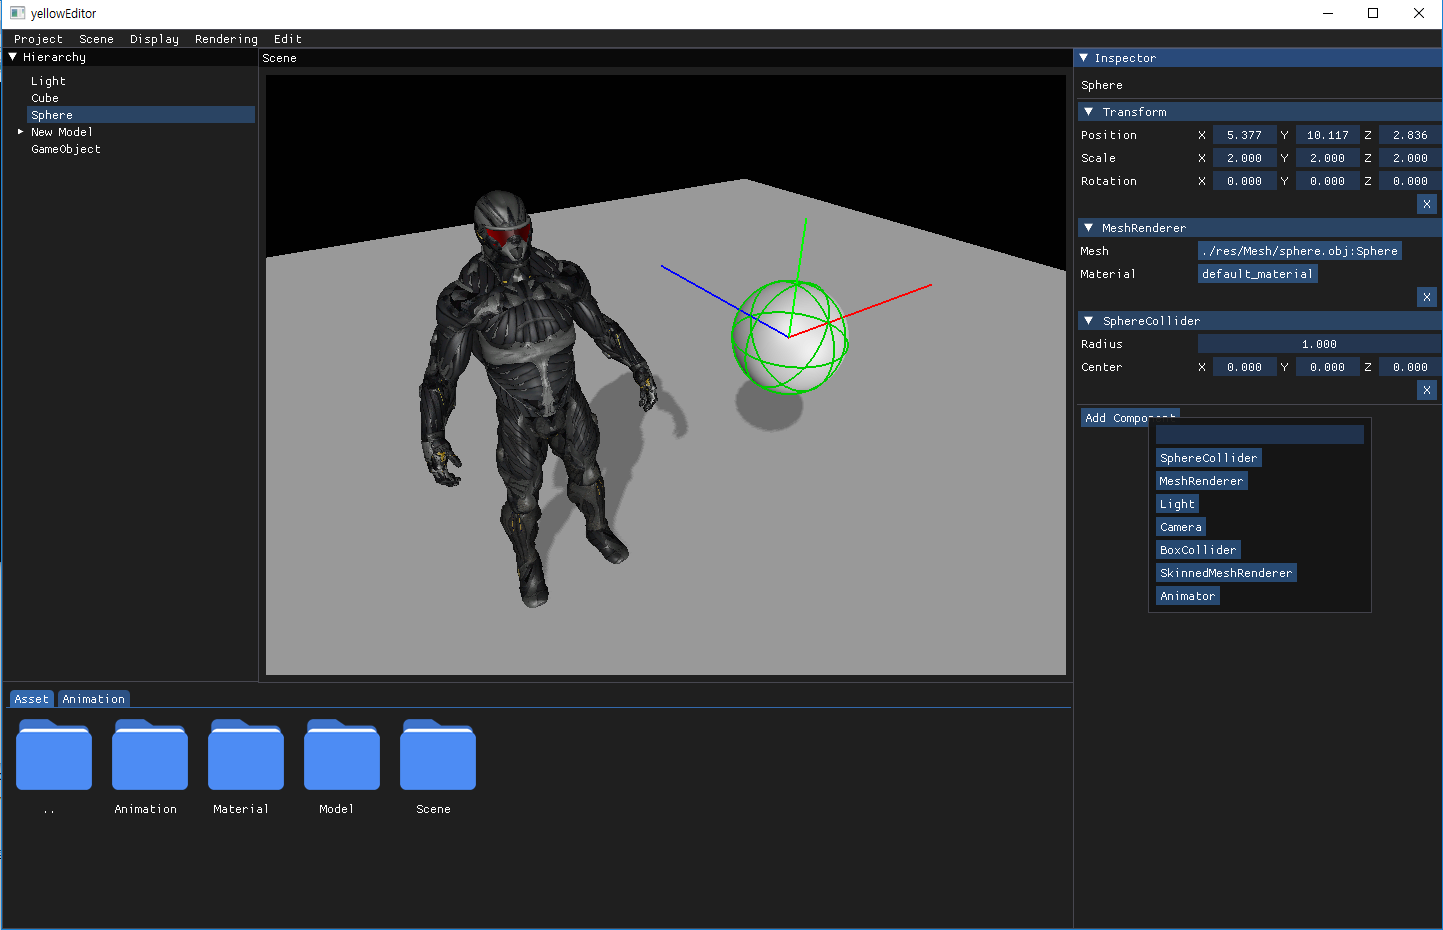 yellowEditor
Project Scene Display Rendering Edit
Hierarchy
Light
Cube
Sphere
New Model
GameObject
Scene
Inspector
Sphere
Transform
Position X 5.377 Y 10.117 Z 2.836
Scale X 2.000 Y 2.000 Z 2.000
Rotation X 0.000 Y 0.000 Z 0.000
X
MeshRenderer
Mesh ./res/Mesh/sphere.obj:Sphere
Material default_material
X
SphereCollider
Radius 1.000
Center X 0.000 Y 0.000 Z 0.000
X
Add Component
SphereCollider
MeshRenderer
Light
Camera
BoxCollider
SkinnedMeshRenderer
Animator
Asset Animation
.. Animation Material Model Scene